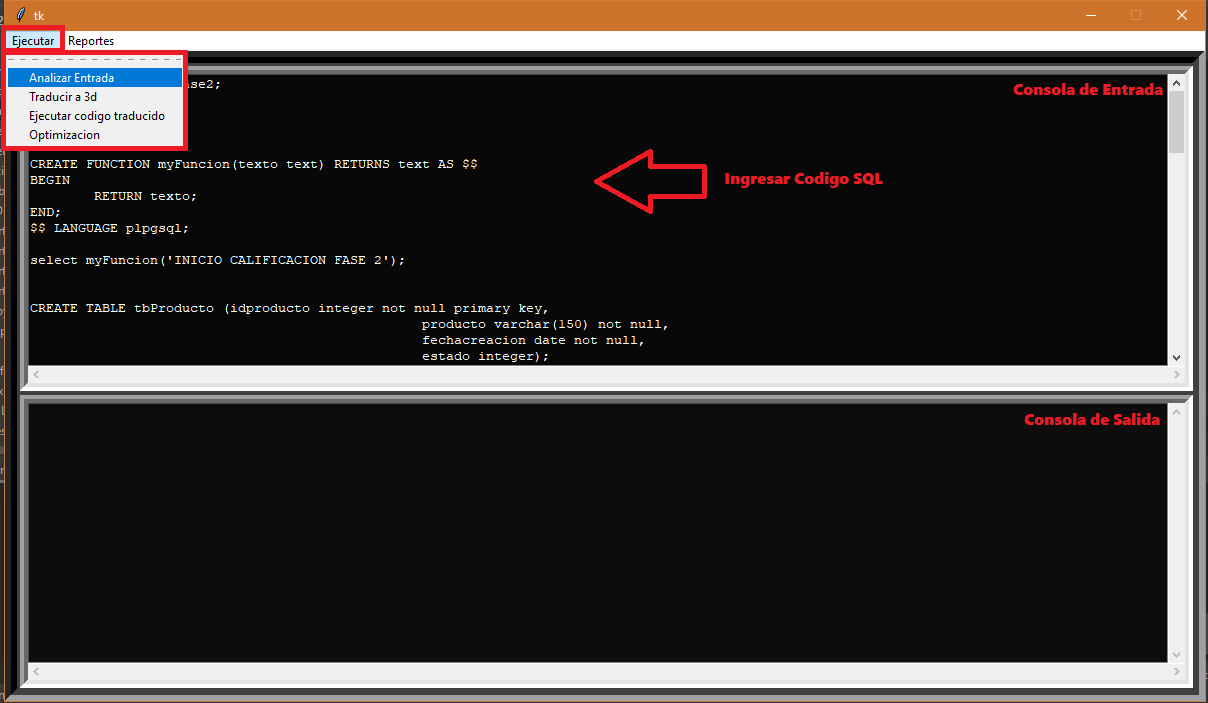 tk
Ejecutar Reportes
Analizar Entrada
Traducir a 3d
Ejecutar codigo traducido
Optimizacion
Consola de Entrada
CREATE FUNCTION myFuncion(texto text) RETURNS text AS $$
BEGIN
RETURN texto;
END;
$$ LANGUAGE plpgsql;
Ingresar Codigo SQL
select myFuncion('INICIO CALIFICACION FASE 2');
CREATE TABLE tbProducto (idproducto integer not null primary key,
producto varchar(150) not null,
fechacreacion date not null,
estado integer);
Consola de Salida